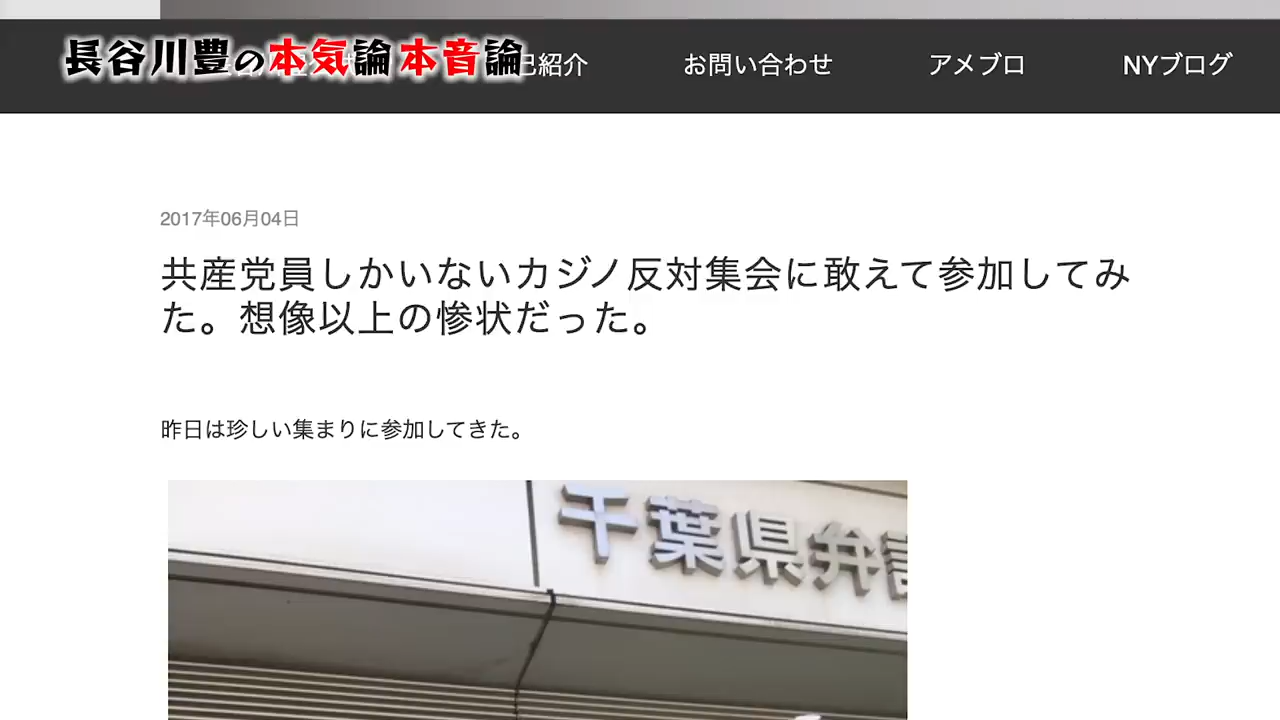 長谷川豊の本気論 本音論
己紹介
お問い合わせ
アメブロ
NYブログ
2017年06月04日
共産党員しかいないカジノ反対集会に敢えて参加してみ
た。想像以上の惨状だった。
昨日は珍しい集まりに参加してきた。
千葉県弁